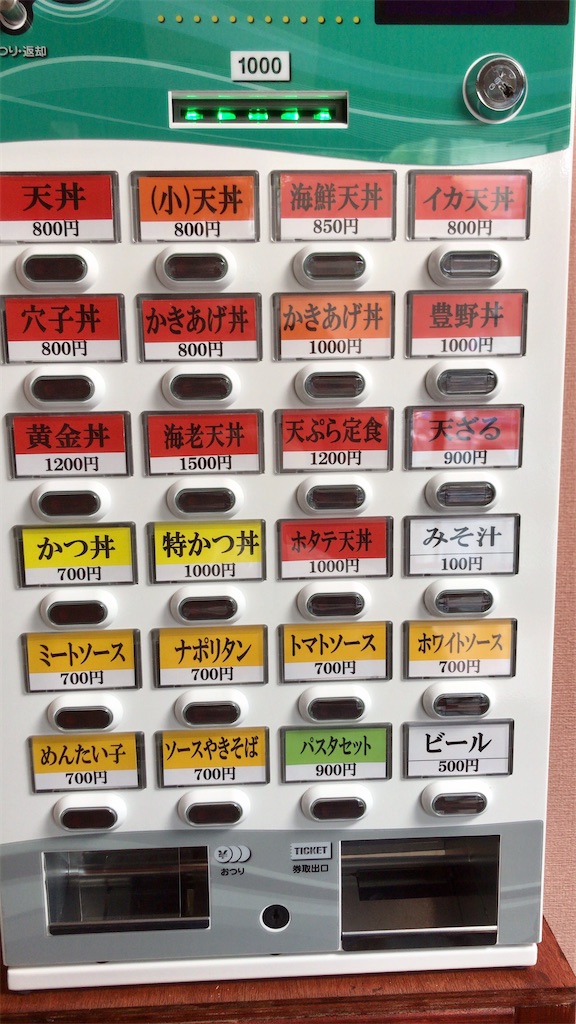 つり・返却
1000
天丼
800円
(小)天丼
800円
海鮮天丼
850円
イカ天丼
800円
穴子丼
800円
かきあげ丼
800円
かきあげ丼
1000円
豊野丼
1000円
黄金丼
1200円
海老天丼
1500円
天ぷら定食
1200円
天ざる
900円
かつ丼
700円
特かつ丼
1000円
ホタテ天丼
1000円
みそ汁
100円
ミートソース
700円
ナポリタン
700円
トマトソース
700円
ホワイトソース
700円
めんたい子
700円
ソースやきそば
700円
パスタセット
900円
ビール
500円
おつり
TICKET
券取出口